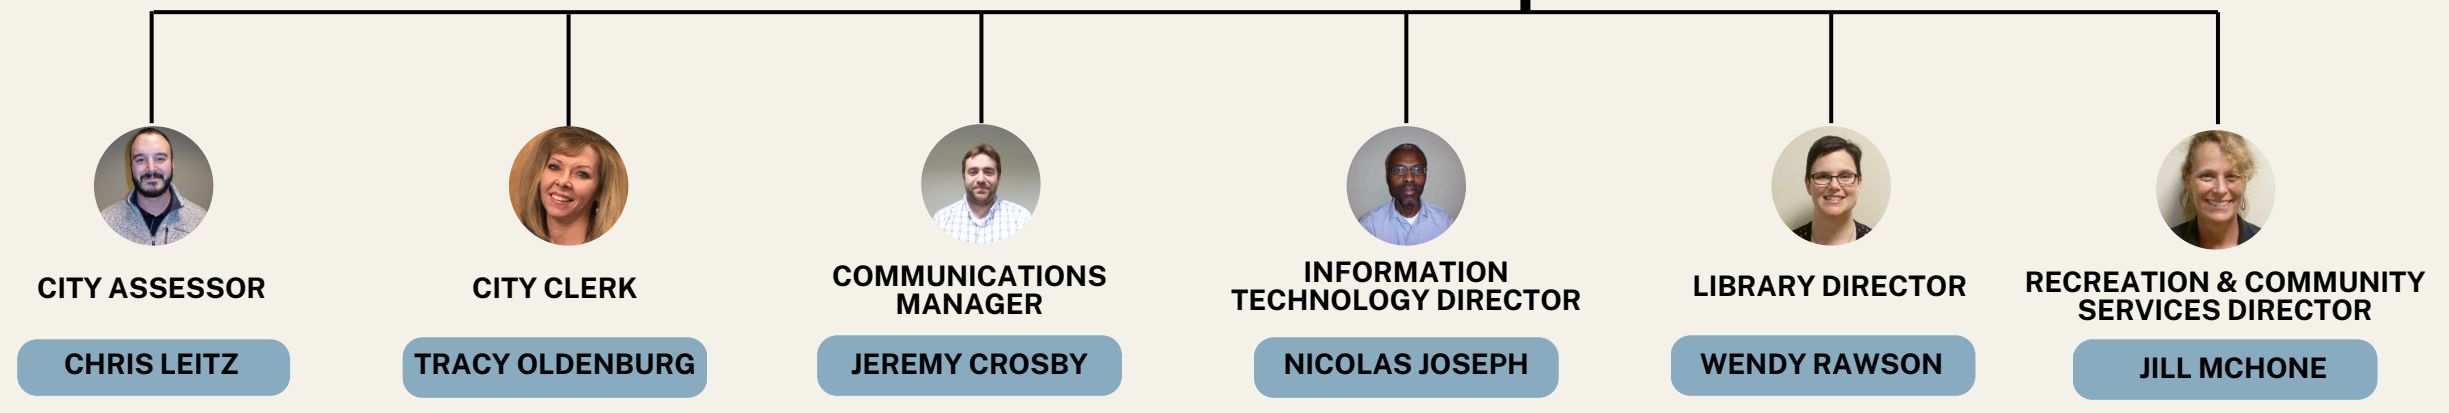 CITY ASSESSOR
CHRIS LEITZ
CITY CLERK
TRACY OLDENBURG
COMMUNICATIONS
MANAGER
JEREMY CROSBY
INFORMATION
TECHNOLOGY DIRECTOR
NICOLAS JOSEPH
LIBRARY DIRECTOR
WENDY RAWSON
RECREATION & COMMUNITY
SERVICES DIRECTOR
JILL MCHONE